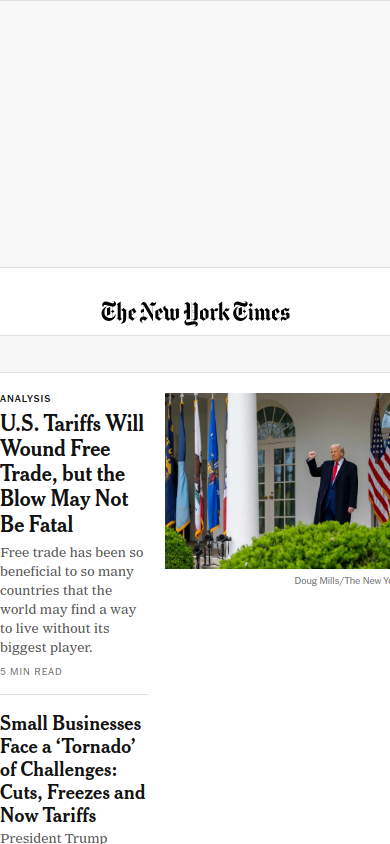 The New York Times
ANALYSIS
U.S. Tariffs Will
Wound Free
Trade, but the
Blow May Not
Be Fatal
Free trade has been so
beneficial to so many
countries that the
world may find a way
to live without its
biggest player.
5 MIN READ
Doug Mills/The New Yo
Small Businesses
Face a ‘Tornado’
of Challenges:
Cuts, Freezes and
Now Tariffs
President Trump